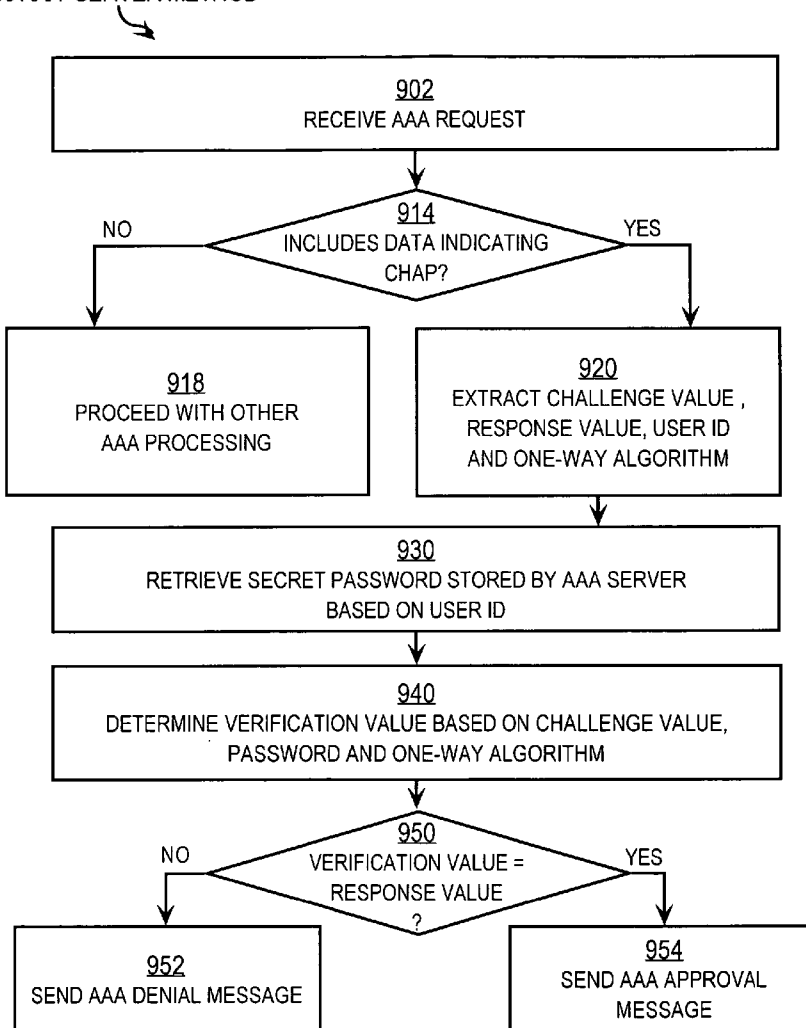 902
RECEIVE AAA REQUEST
914
NO
YES
INCLUDES DATA INDICATING
CHAP?
918
PROCEED WITH OTHER
AAA PROCESSING
920
EXTRACT CHALLENGE VALUE ,
RESPONSE VALUE, USER ID
AND ONE-WAY ALGORITHM
930
RETRIEVE SECRET PASSWORD STORED BY AAA SERVER
BASED ON USER ID
940
DETERMINE VERIFICATION VALUE BASED ON CHALLENGE VALUE,
PASSWORD AND ONE-WAY ALGORITHM
950
NO
YES
VERIFICATION VALUE =
RESPONSE VALUE
?
952
SEND AAA DENIAL MESSAGE
954
SEND AAA APPROVAL
MESSAGE